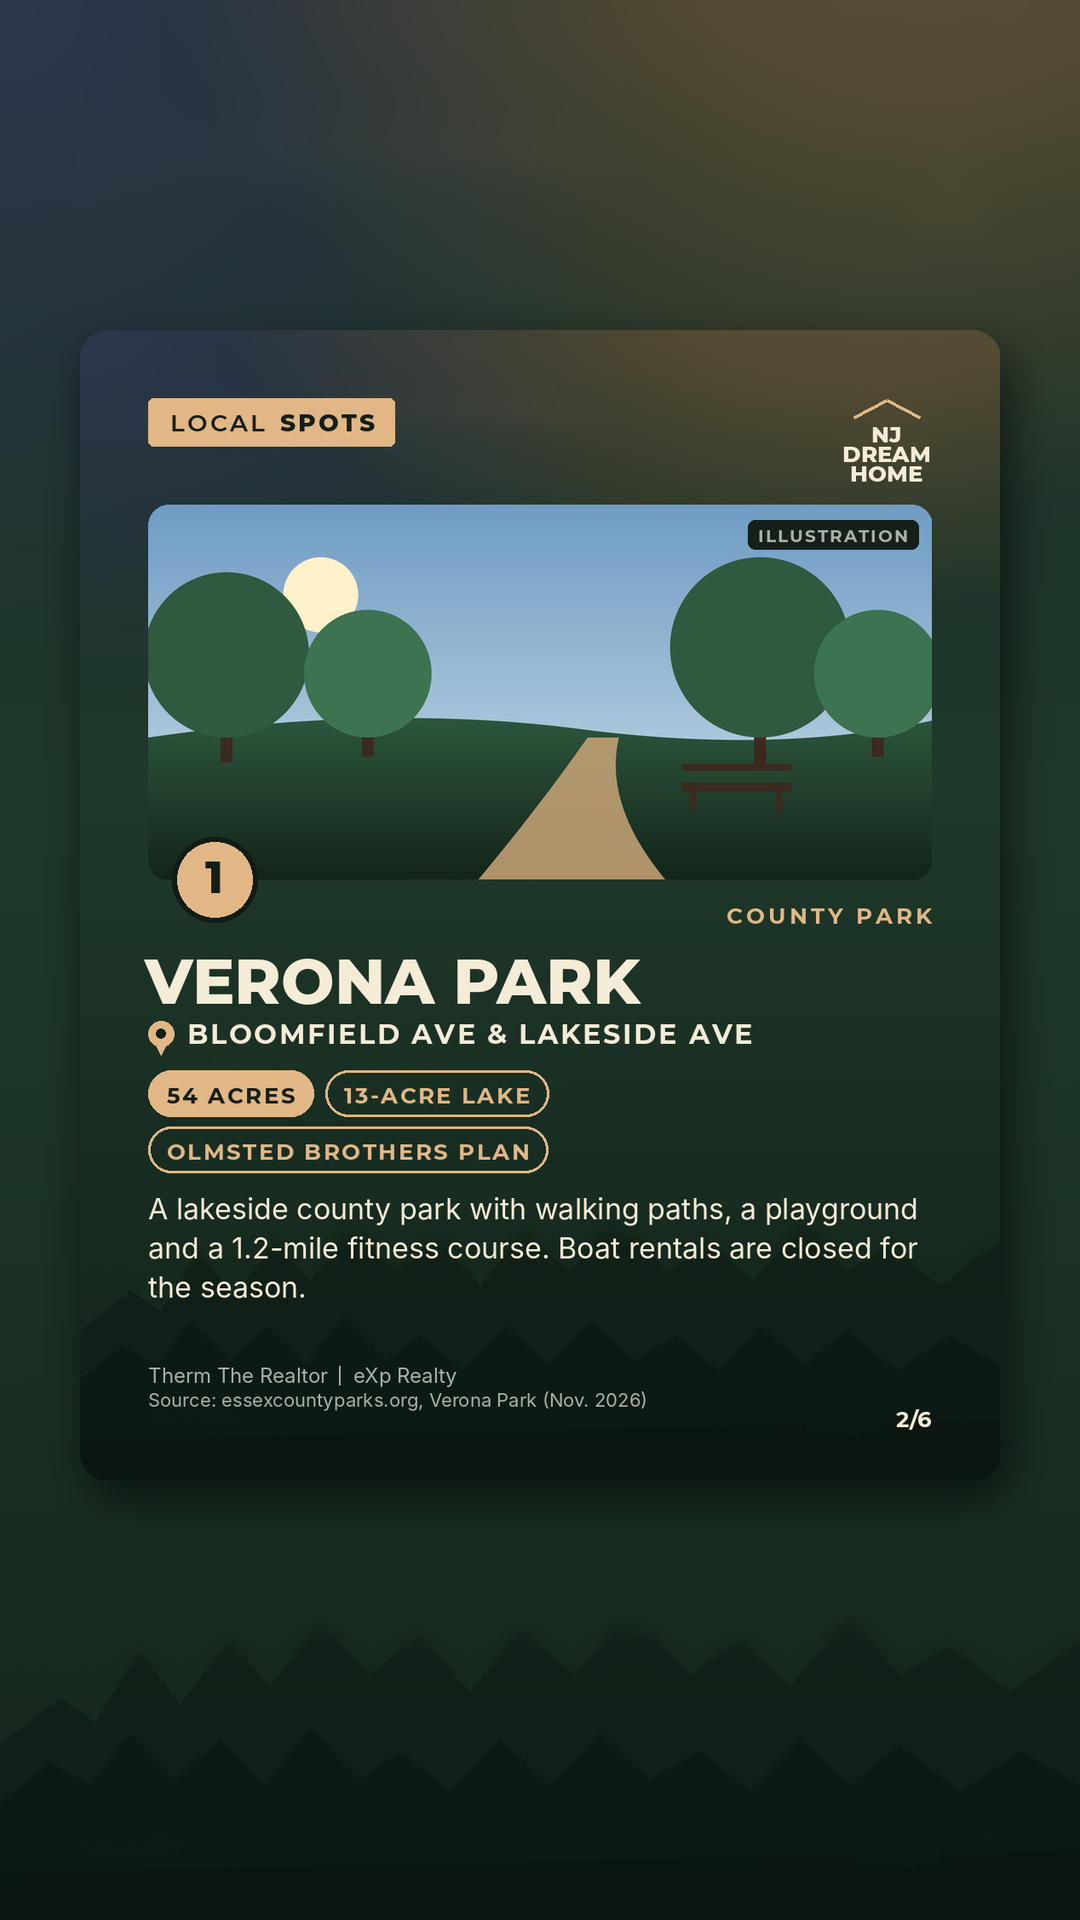 LOCAL SPOTS
NJ
DREAM
HOME
ILLUSTRATION
1
COUNTY PARK
VERONA PARK
BLOOMFIELD AVE & LAKESIDE AVE
54 ACRES
13-ACRE LAKE
OLMSTED BROTHERS PLAN
A lakeside county park with walking paths, a playground
and a 1.2-mile fitness course. Boat rentals are closed for
the season.
Therm The Realtor | eXp Realty
Source: essexcountyparks.org, Verona Park (Nov. 2026)
2/6